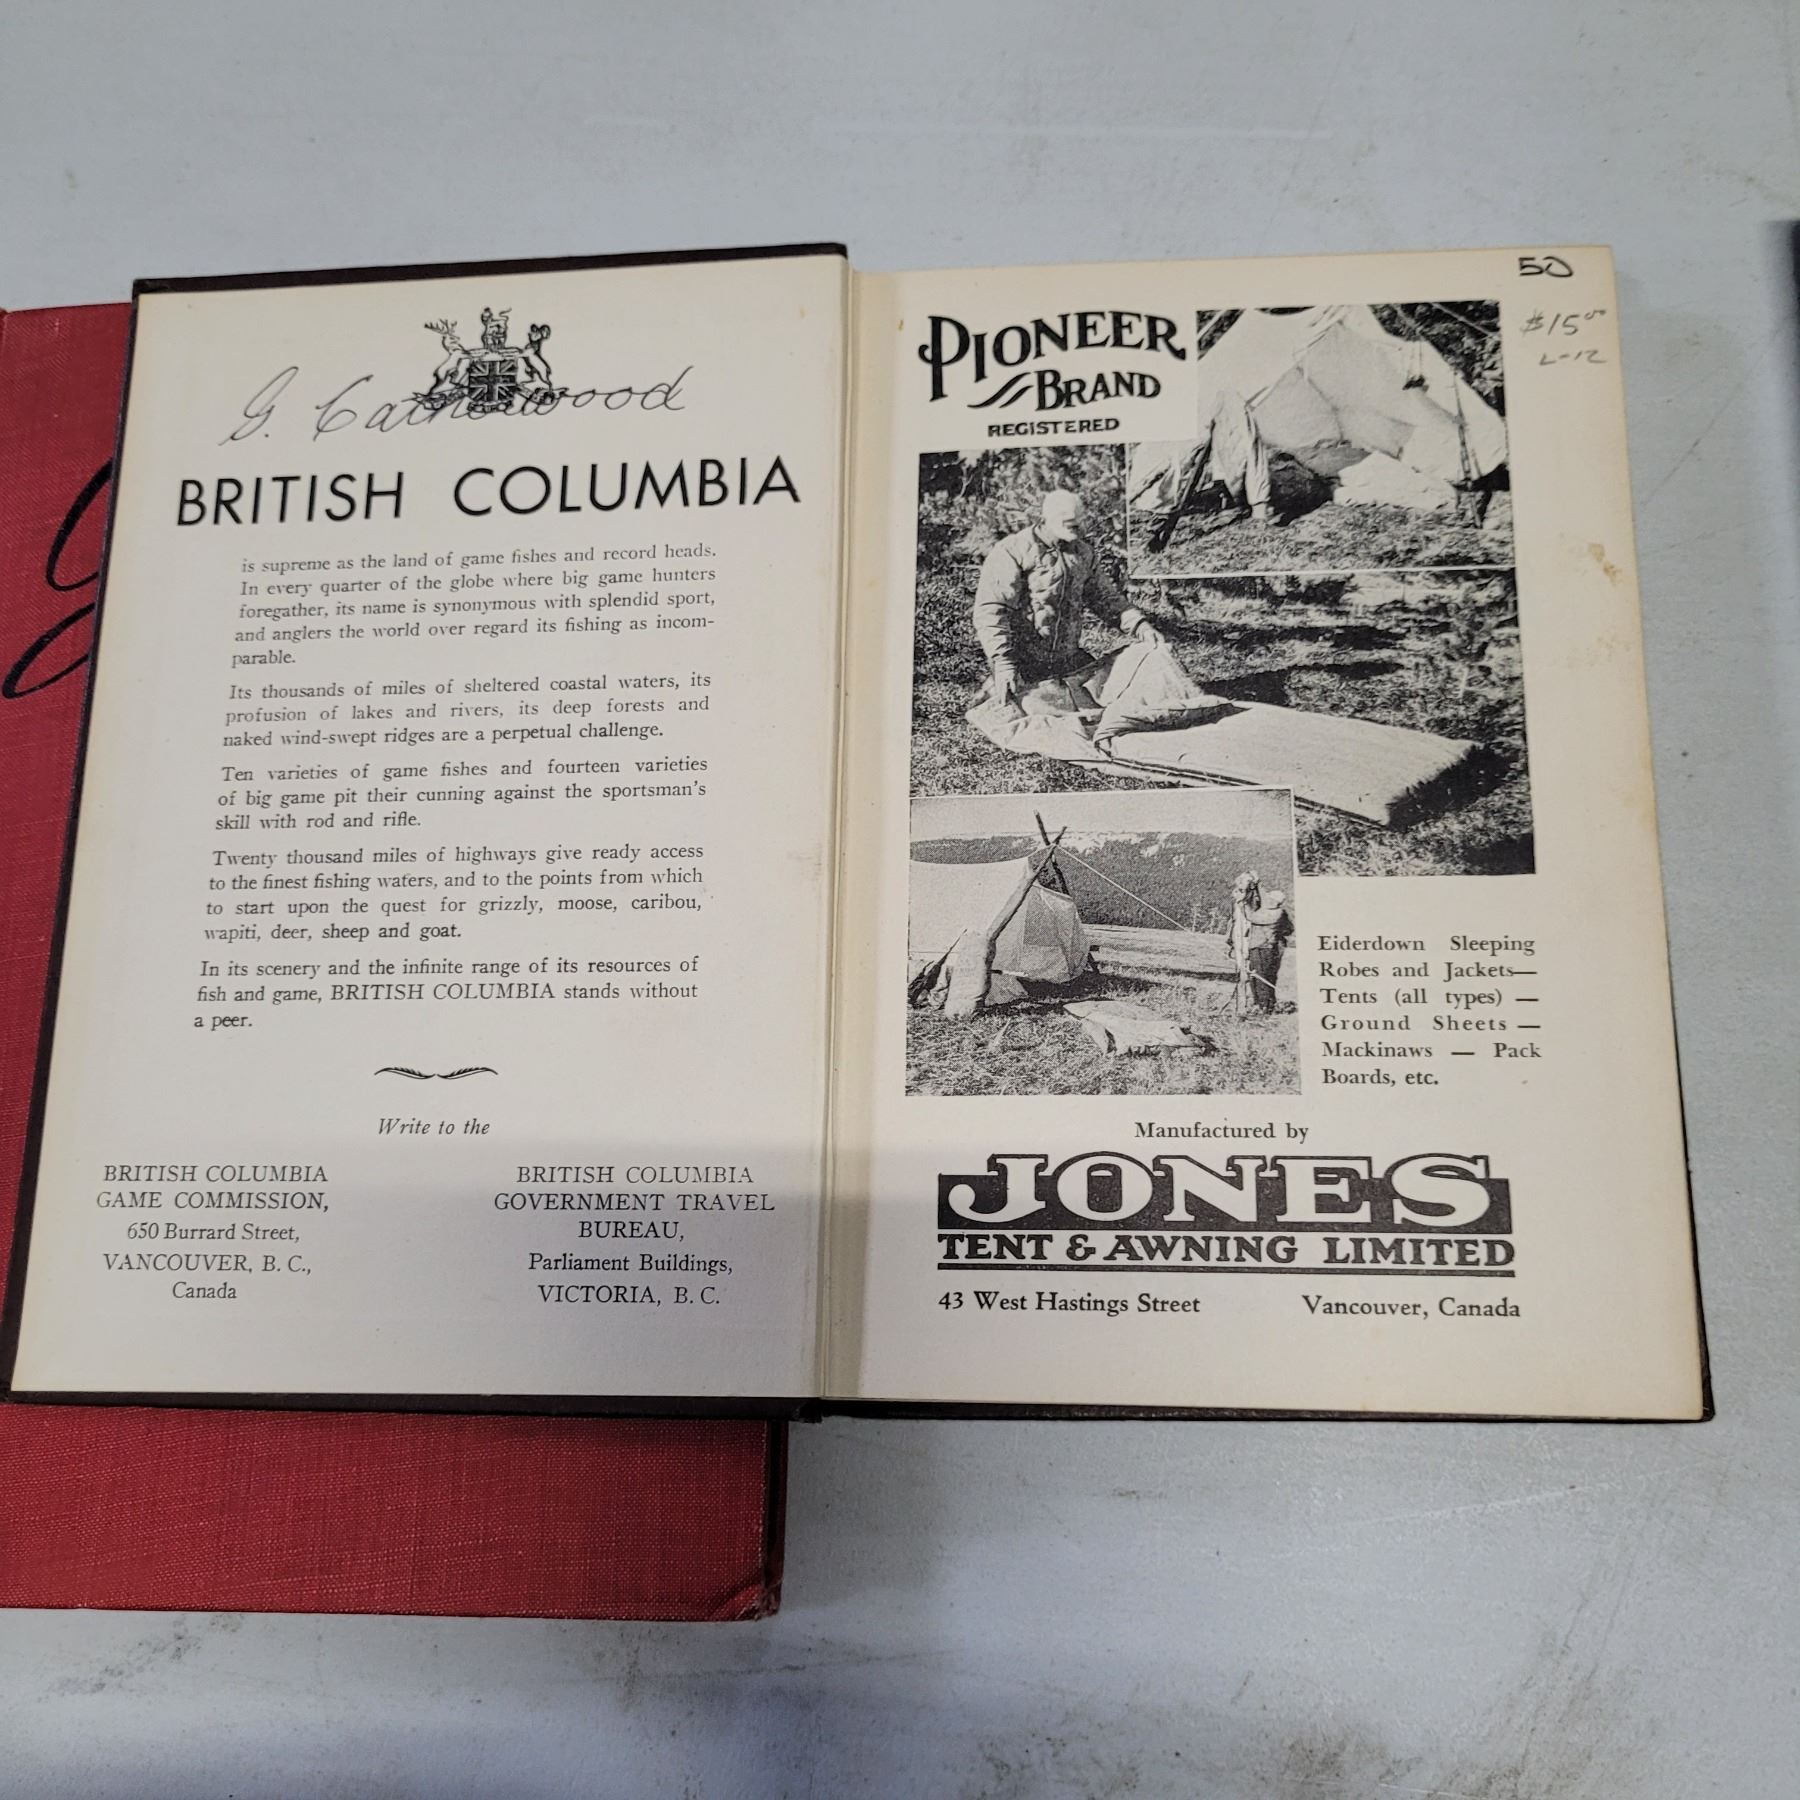 BRITISH COLUMBIA
is supreme as the land of game fishes and record heads.
In every quarter of the globe where big game hunters
foregather, its name is synonymous with splendid sport,
and anglers the world over regard its fishing as incom-
parable.
Its thousands of miles of sheltered coastal waters, its
profusion of lakes and rivers, its deep forests and
naked wind-swept ridges are a perpetual challenge.
Ten varieties of game fishes and fourteen varieties
of big game pit their cunning against the sportsman's
skill with rod and rifle.
Twenty thousand miles of highways give ready access
to the finest fishing waters, and to the points from which
to start upon the quest for grizzly, moose, caribou,
wapiti, deer, sheep and goat.
In its scenery and the infinite range of its resources of
fish and game, BRITISH COLUMBIA stands without
a peer.
Write to the
BRITISH COLUMBIA
GAME COMMISSION,
650 Burrard Street,
VANCOUVER, B. C.,
Canada
BRITISH COLUMBIA
GOVERNMENT TRAVEL
BUREAU,
Parliament Buildings,
VICTORIA, B. C.
50
$15.00
L-12
PIONEER
BRAND
REGISTERED
Eiderdown Sleeping
Robes and Jackets—
Tents (all types) —
Ground Sheets —
Mackinaws — Pack
Boards, etc.
Manufactured by
JONES
TENT & AWNING LIMITED
43 West Hastings Street Vancouver, Canada